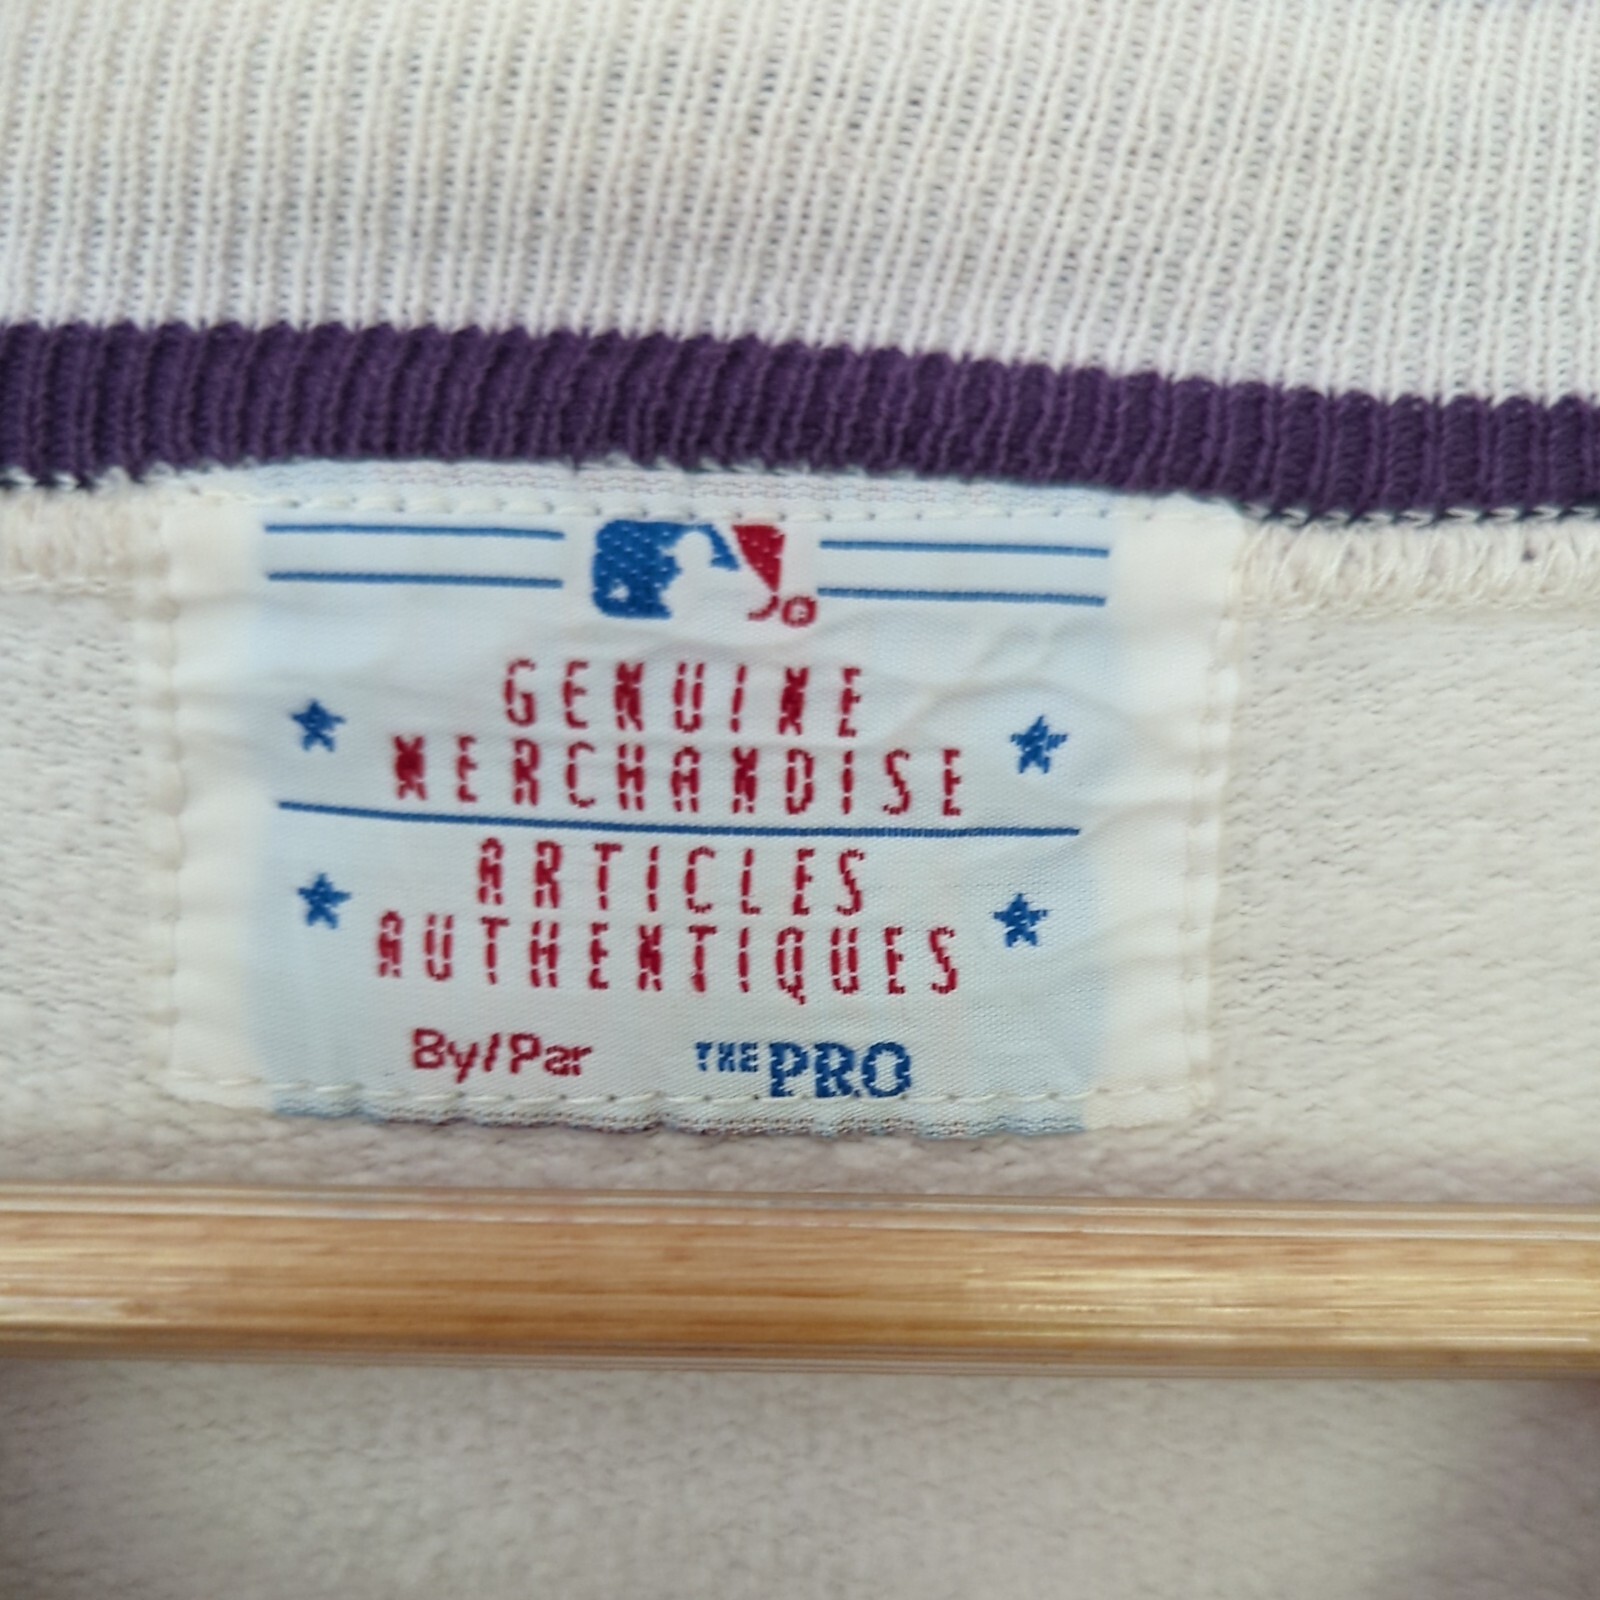 GENUINE
MERCHANDISE
ARTICLES
AUTHENTIQUES
By/Par THE PRO